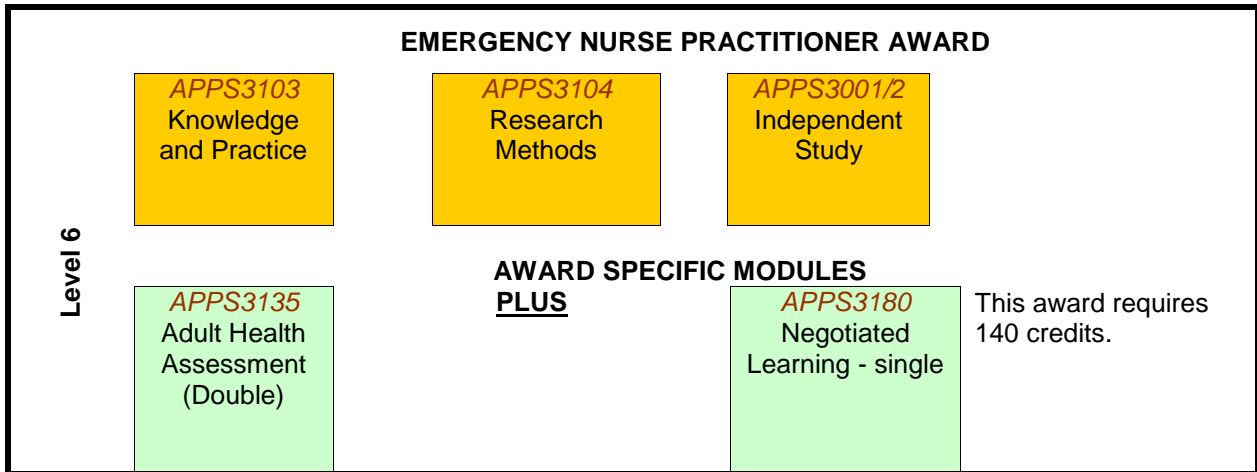 EMERGENCY NURSE PRACTITIONER AWARD
APPS3103
Knowledge
and Practice
APPS3104
Research
Methods
APPS3001/2
Independent
Study
Level 6
AWARD SPECIFIC MODULES
PLUS
APPS3135
Adult Health
Assessment
(Double)
APPS3180
Negotiated
Learning - single
This award requires
140 credits.